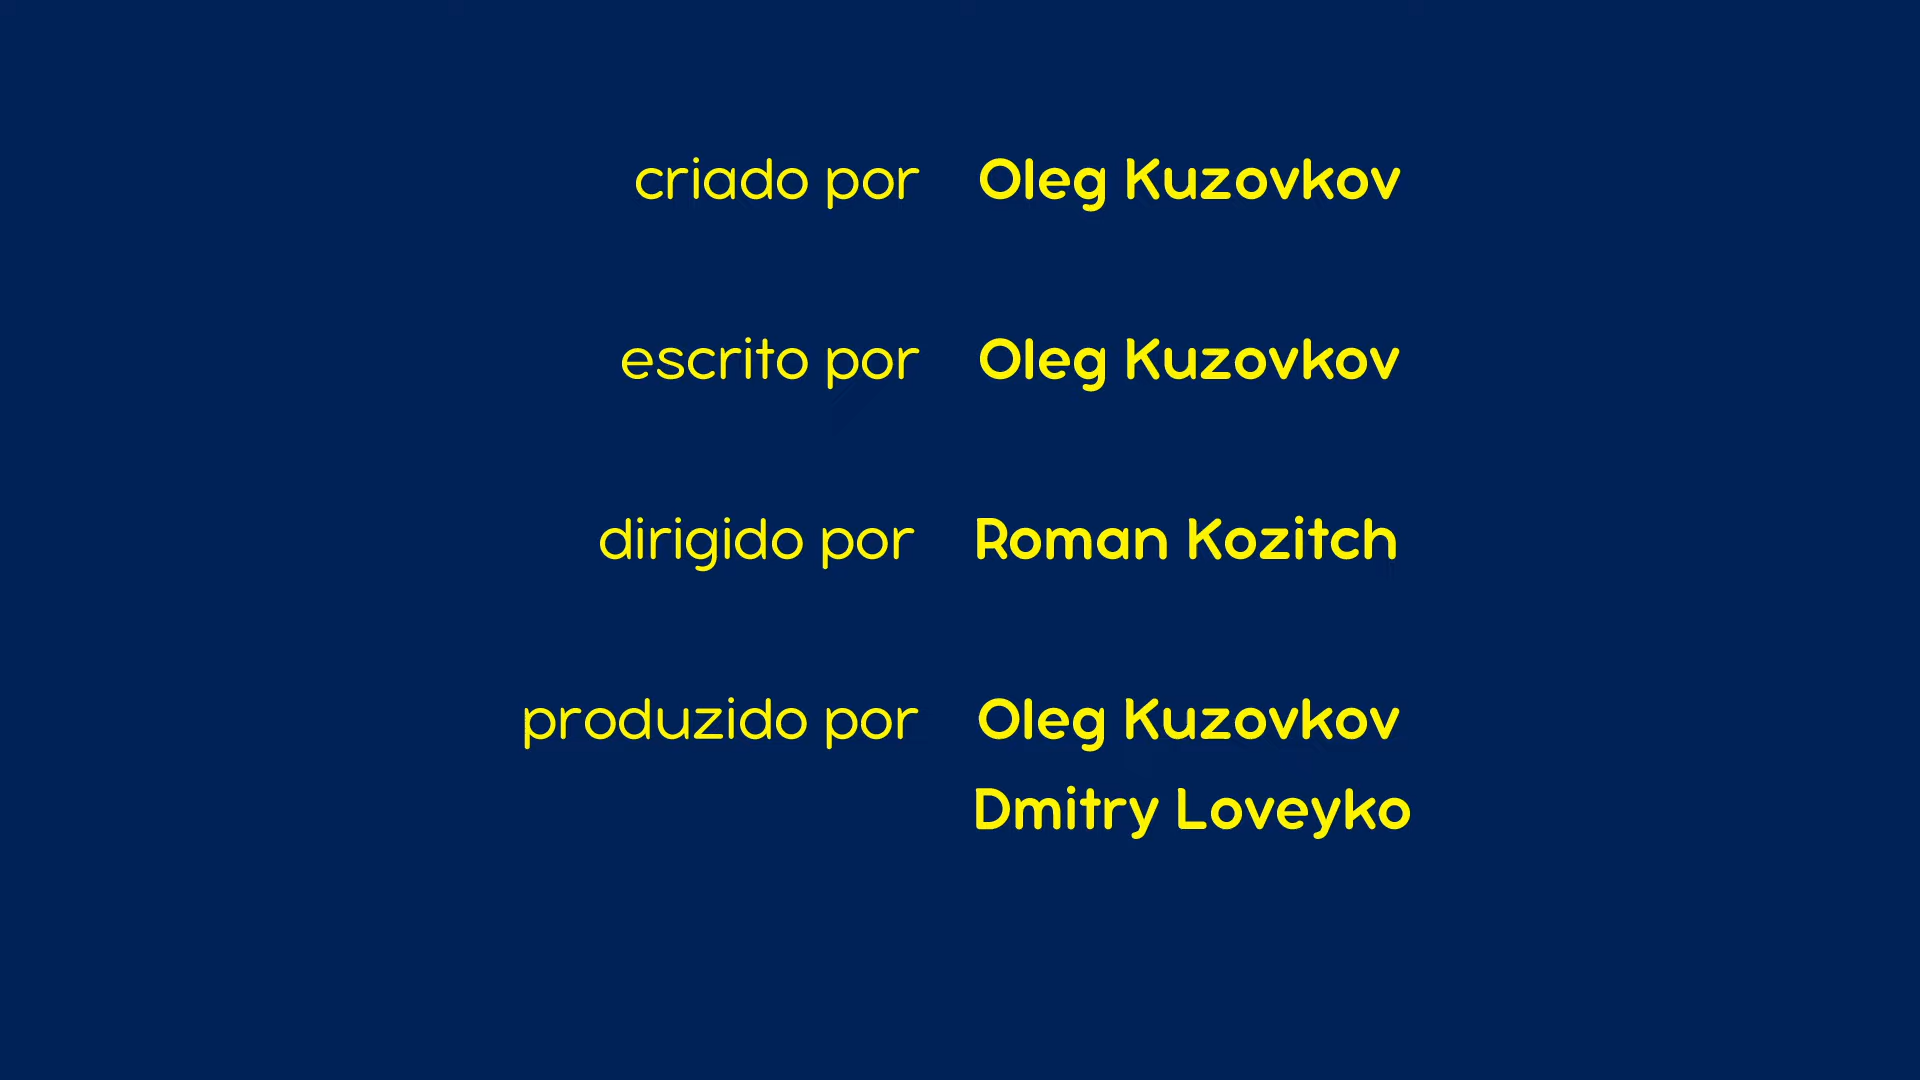 criado por Oleg Kuzovkov
escrito por Oleg Kuzovkov
dirigido por Roman Kozitch
produzido por Oleg Kuzovkov
Dmitry Loveyko